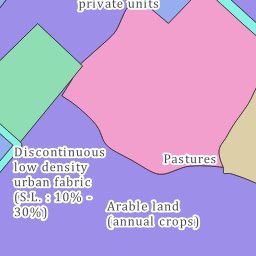 private units
Discontinuous
low density
urban fabric
(S.L. : 10% -
30%)
Pastures
Arable land
(annual crops)